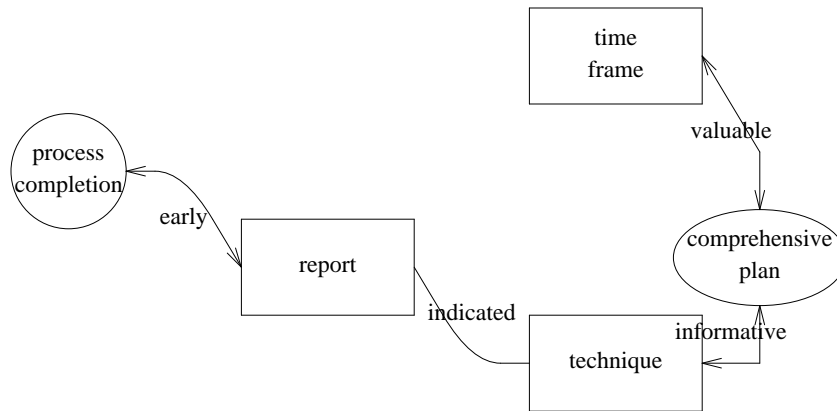 time
frame
valuable
process
completion
early
comprehensive
plan
report
indicated
informative
technique